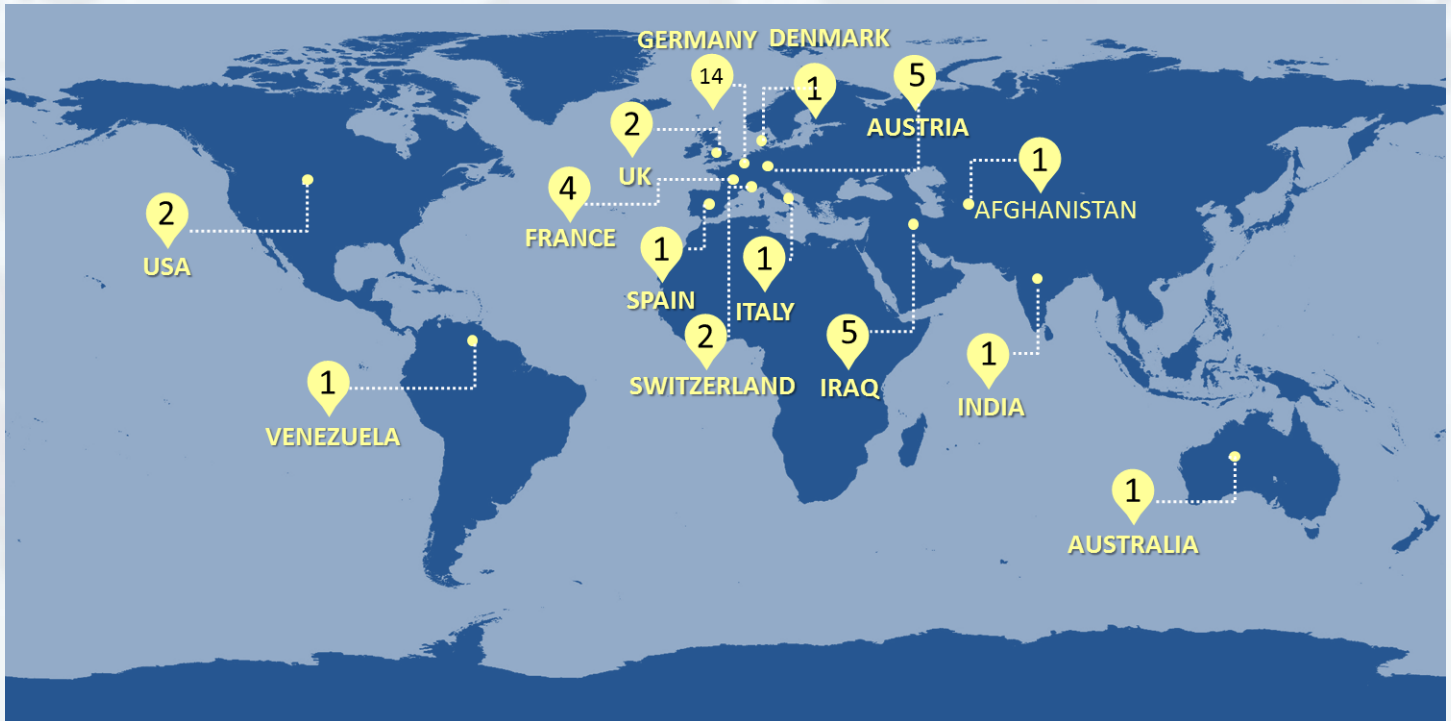 GERMANY DENMARK
14
1
5
AUSTRIA
2
UK
1
AFGHANISTAN
4
FRANCE
2
USA
1
SPAIN
1
ITALY
2
SWITZERLAND
5
IRAQ
1
INDIA
1
VENEZUELA
1
AUSTRALIA